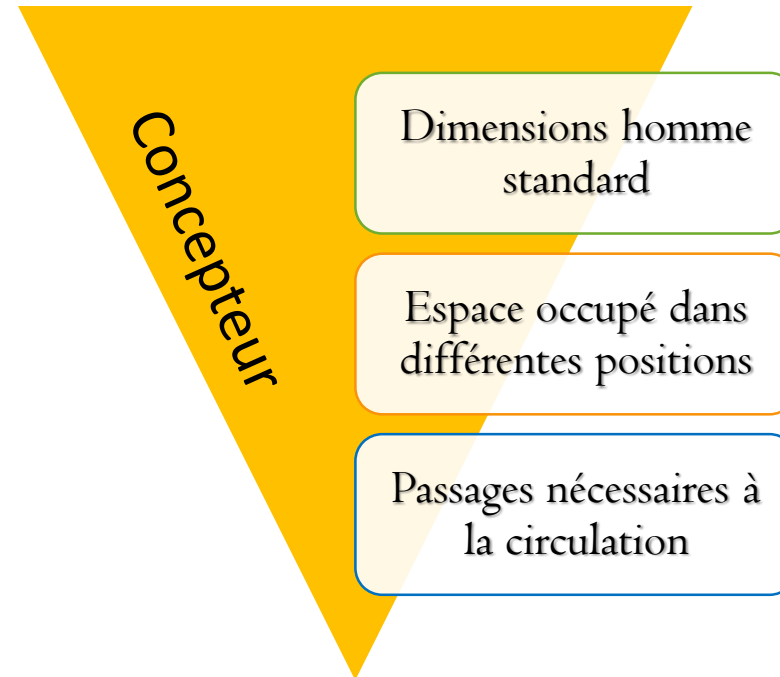 Concepteur
Dimensions homme
standard
Espace occupé dans
différentes positions
Passages nécessaires à
la circulation